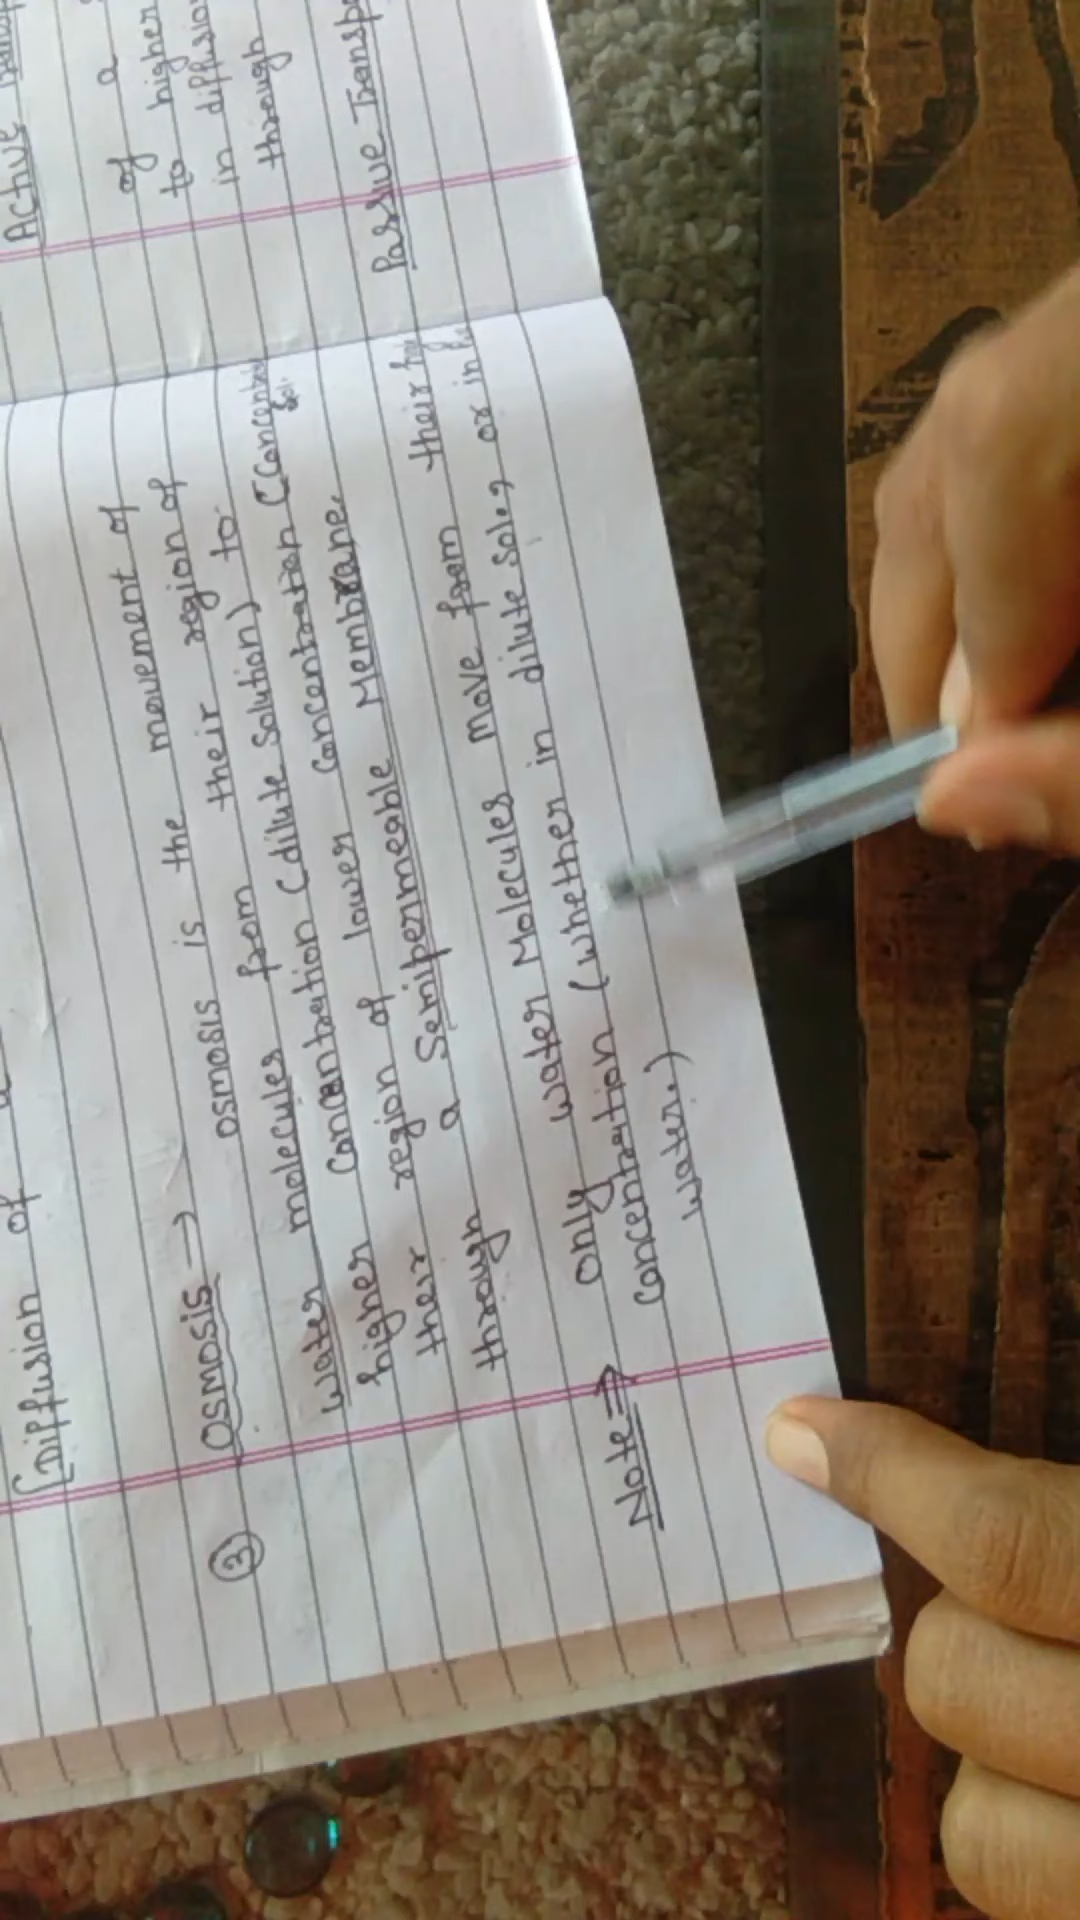 [Diffusion of
③ Osmosis →
osmosis is the movement of
water molecules from their region of
higher concentration (dilute solution) to
their region of lower concentration (Concentrated
sol.
through a Semipermeable Membrane.
Note ⇒ Only water Molecules Move from their
Concentration (whether in dilute sol., or in
water.)
Active
of a
to higher
in diffusion
through
Passive Transpo